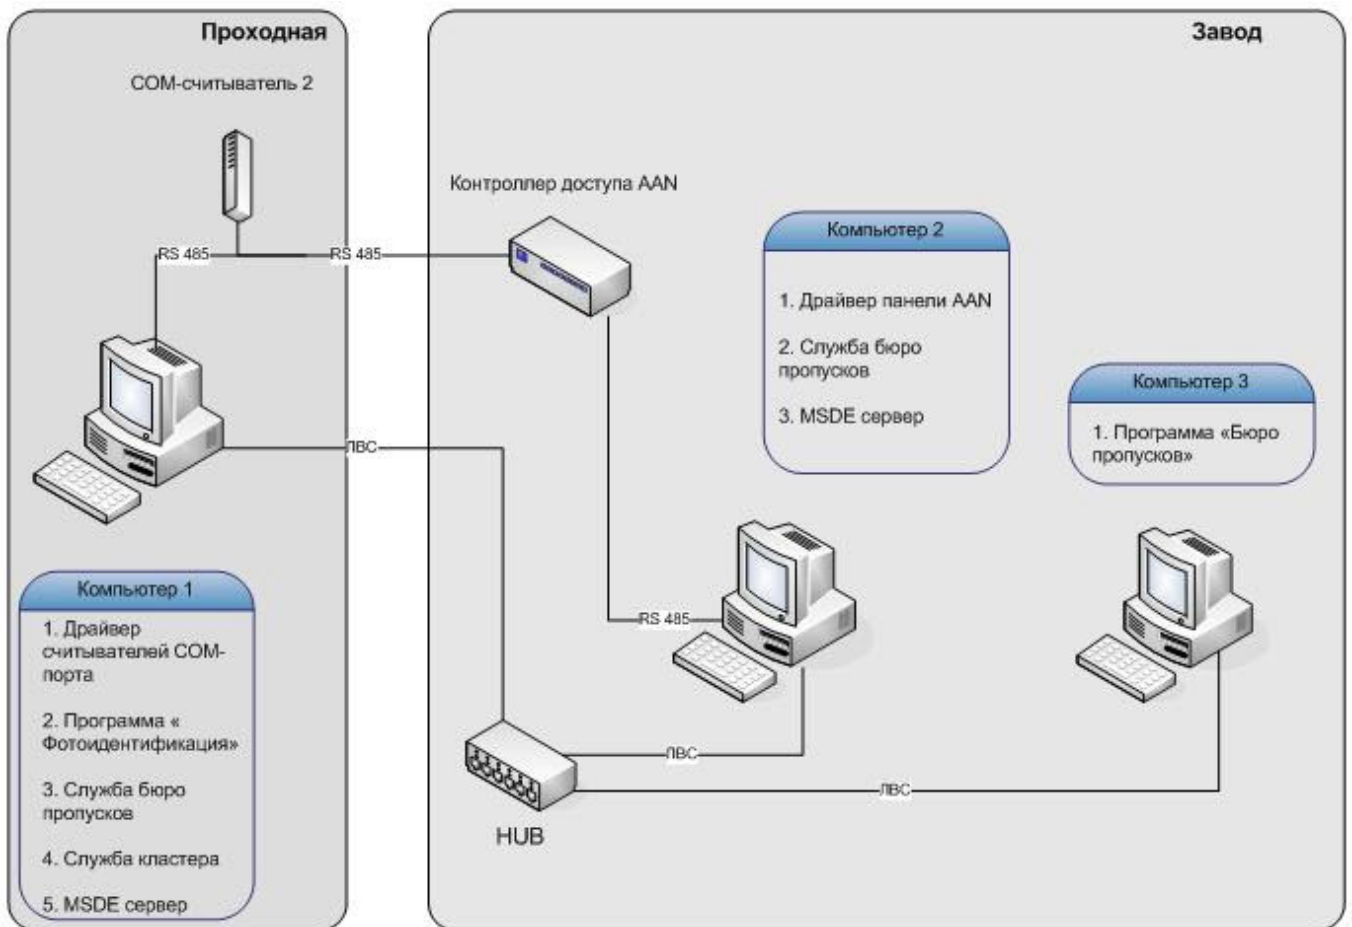 Проходная
COM-считыватель 2
RS 485
RS 485
ЛВС
Компьютер 1
1. Драйвер
считывателей COM-
порта
2. Программа «
Фотоидентификация»
3. Служба бюро
пропусков
4. Служба кластера
5. MSDE сервер
Завод
Контроллер доступа AAN
Компьютер 2
1. Драйвер панели AAN
2. Служба бюро
пропусков
3. MSDE сервер
Компьютер 3
1. Программа «Бюро
пропусков»
RS 485
ЛВС
ЛВС
HUB